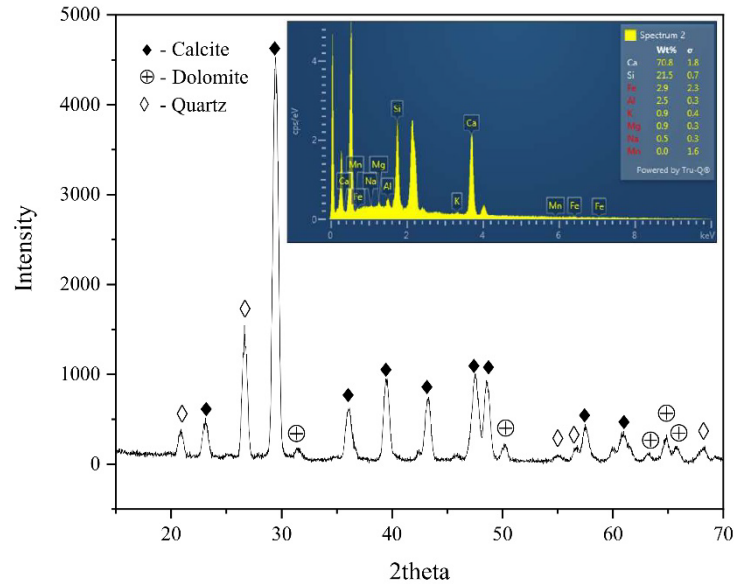 5000
4000
3000
2000
1000
0
Intensity
- Calcite
- Dolomite
- Quartz
Spectrum 2
Wt% σ
Ca 70.8 1.8
Si 21.5 0.7
Fe 2.9 2.3
Al 2.5 0.3
K 0.9 0.4
Mg 0.9 0.3
Na 0.5 0.3
Mn 0.0 1.6
Powered by Tru-Q®
cps/eV
4
2
0
Si
Ca
Mn Mg
Ca Na Al
Fe
K
Mn Fe Fe
0 2 4 6 8 keV
20 30 40 50 60 70
2theta